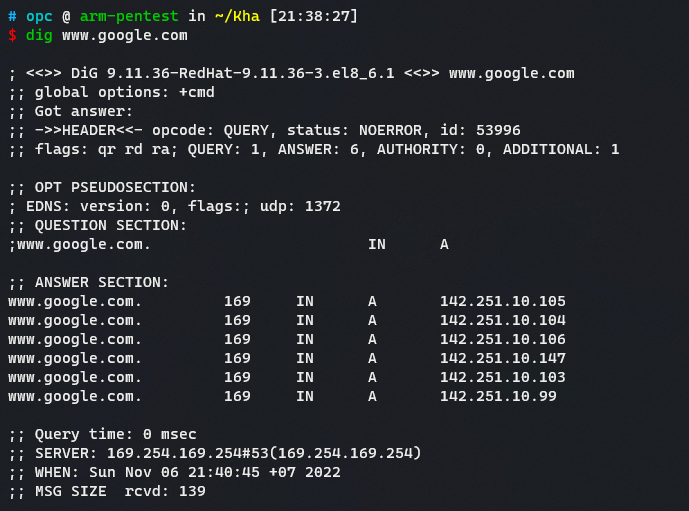 # opc @ arm-pentest in ~/Kha [21:38:27]
$ dig www.google.com

; <<>> DiG 9.11.36-RedHat-9.11.36-3.el8_6.1 <<>> www.google.com
;; global options: +cmd
;; Got answer:
;; ->>HEADER<<- opcode: QUERY, status: NOERROR, id: 53996
;; flags: qr rd ra; QUERY: 1, ANSWER: 6, AUTHORITY: 0, ADDITIONAL: 1

;; OPT PSEUDOSECTION:
; EDNS: version: 0, flags:; udp: 1372
;; QUESTION SECTION:
;www.google.com.                        IN      A

;; ANSWER SECTION:
www.google.com.         169     IN      A       142.251.10.105
www.google.com.         169     IN      A       142.251.10.104
www.google.com.         169     IN      A       142.251.10.106
www.google.com.         169     IN      A       142.251.10.147
www.google.com.         169     IN      A       142.251.10.103
www.google.com.         169     IN      A       142.251.10.99

;; Query time: 0 msec
;; SERVER: 169.254.169.254#53(169.254.169.254)
;; WHEN: Sun Nov 06 21:40:45 +07 2022
;; MSG SIZE  rcvd: 139